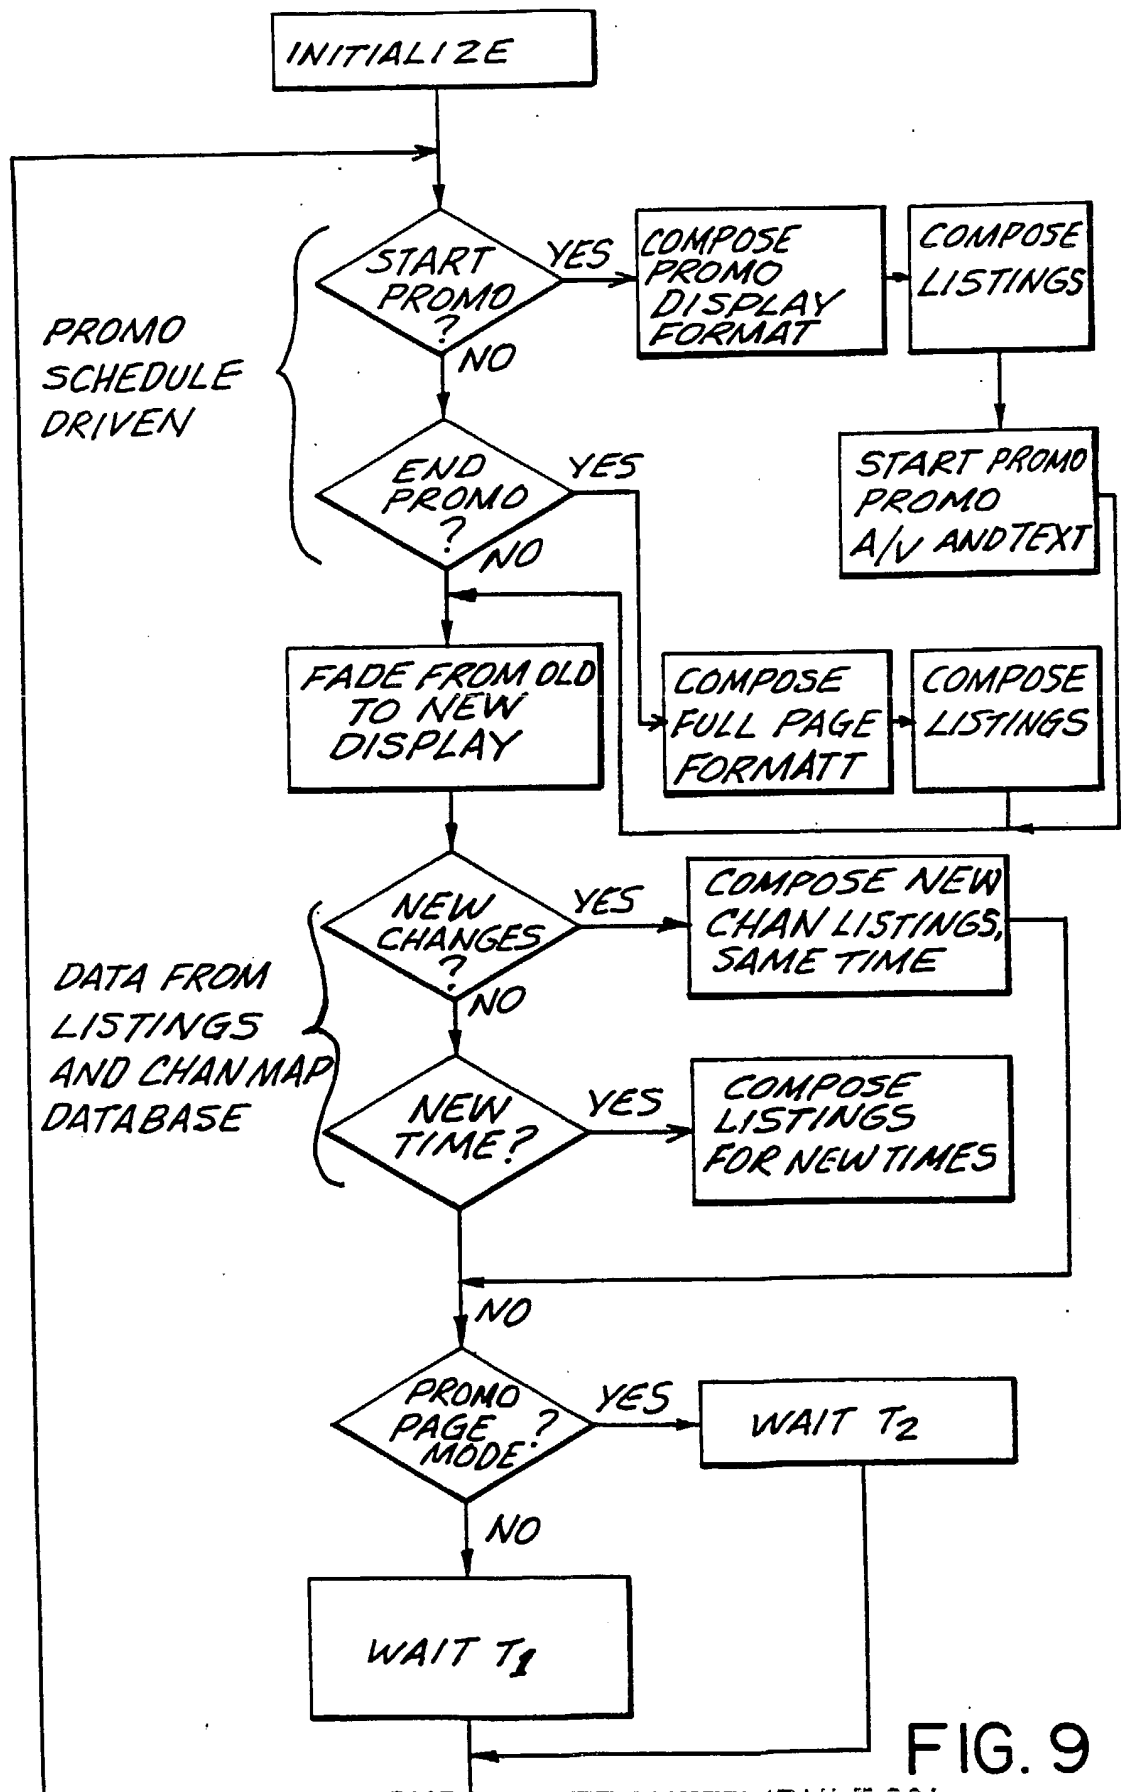 INITIALIZE
START
PROMO
?
YES
NO
COMPOSE
PROMO
DISPLAY
FORMAT
COMPOSE
LISTINGS
PROMO
SCHEDULE
DRIVEN
END
PROMO
?
YES
NO
START PROMO
PROMO
A/V AND TEXT
FADE FROM OLD
TO NEW
DISPLAY
COMPOSE
FULL PAGE
FORMATT
COMPOSE
LISTINGS
NEW
CHANGES
?
YES
NO
COMPOSE NEW
CHAN LISTINGS,
SAME TIME
DATA FROM
LISTINGS
AND CHAN MAP
DATABASE
NEW
TIME?
YES
COMPOSE
LISTINGS
FOR NEW TIMES
NO
PROMO
PAGE ?
MODE
YES
WAIT T2
NO
WAIT T1
FIG. 9